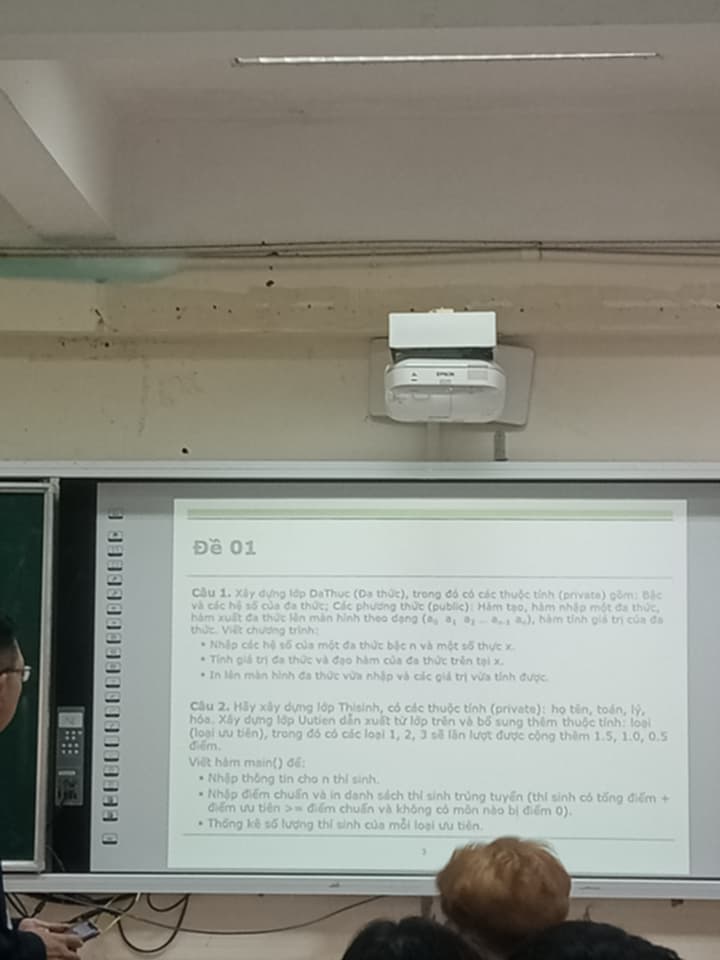 EPSON
Đề 01
Câu 1. Xây dựng lớp DaThuc (Đa thức), trong đó có các thuộc tính (private) gồm: Bậc
và các hệ số của đa thức; Các phương thức (public): Hàm tạo, hàm nhập một đa thức,
hàm xuất đa thức lên màn hình theo dạng (a₀ a₁ a₂ ... aₙ₋₁ aₙ), hàm tính giá trị của đa
thức. Viết chương trình:
• Nhập các hệ số của một đa thức bậc n và một số thực x.
• Tính giá trị đa thức và đạo hàm của đa thức trên tại x.
• In lên màn hình đa thức vừa nhập và các giá trị vừa tính được.
Câu 2. Hãy xây dựng lớp Thisinh, có các thuộc tính (private): họ tên, toán, lý,
hóa. Xây dựng lớp Uutien dẫn xuất từ lớp trên và bổ sung thêm thuộc tính: loại
(loại ưu tiên), trong đó có các loại 1, 2, 3 sẽ lần lượt được cộng thêm 1.5, 1.0, 0.5
điểm.
Viết hàm main() để:
• Nhập thông tin cho n thí sinh.
• Nhập điểm chuẩn và in danh sách thí sinh trúng tuyển (thí sinh có tổng điểm +
điểm ưu tiên >= điểm chuẩn và không có môn nào bị điểm 0).
• Thống kê số lượng thí sinh của mỗi loại ưu tiên.
3